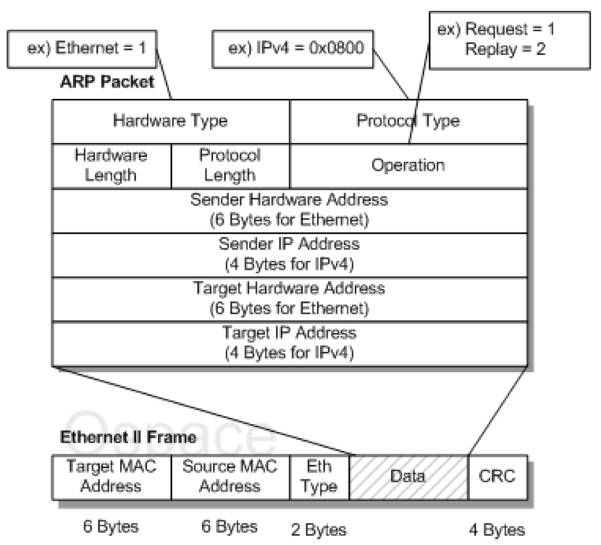 ex) Ethernet = 1
ex) IPv4 = 0x0800
ex) Request = 1
Replay = 2
ARP Packet
Hardware Type
Protocol Type
Hardware
Length
Protocol
Length
Operation
Sender Hardware Address
(6 Bytes for Ethernet)
Sender IP Address
(4 Bytes for IPv4)
Target Hardware Address
(6 Bytes for Ethernet)
Target IP Address
(4 Bytes for IPv4)
Ospace
Ethernet II Frame
Target MAC
Address
Source MAC
Address
Eth
Type
Data
CRC
6 Bytes
6 Bytes
2 Bytes
4 Bytes